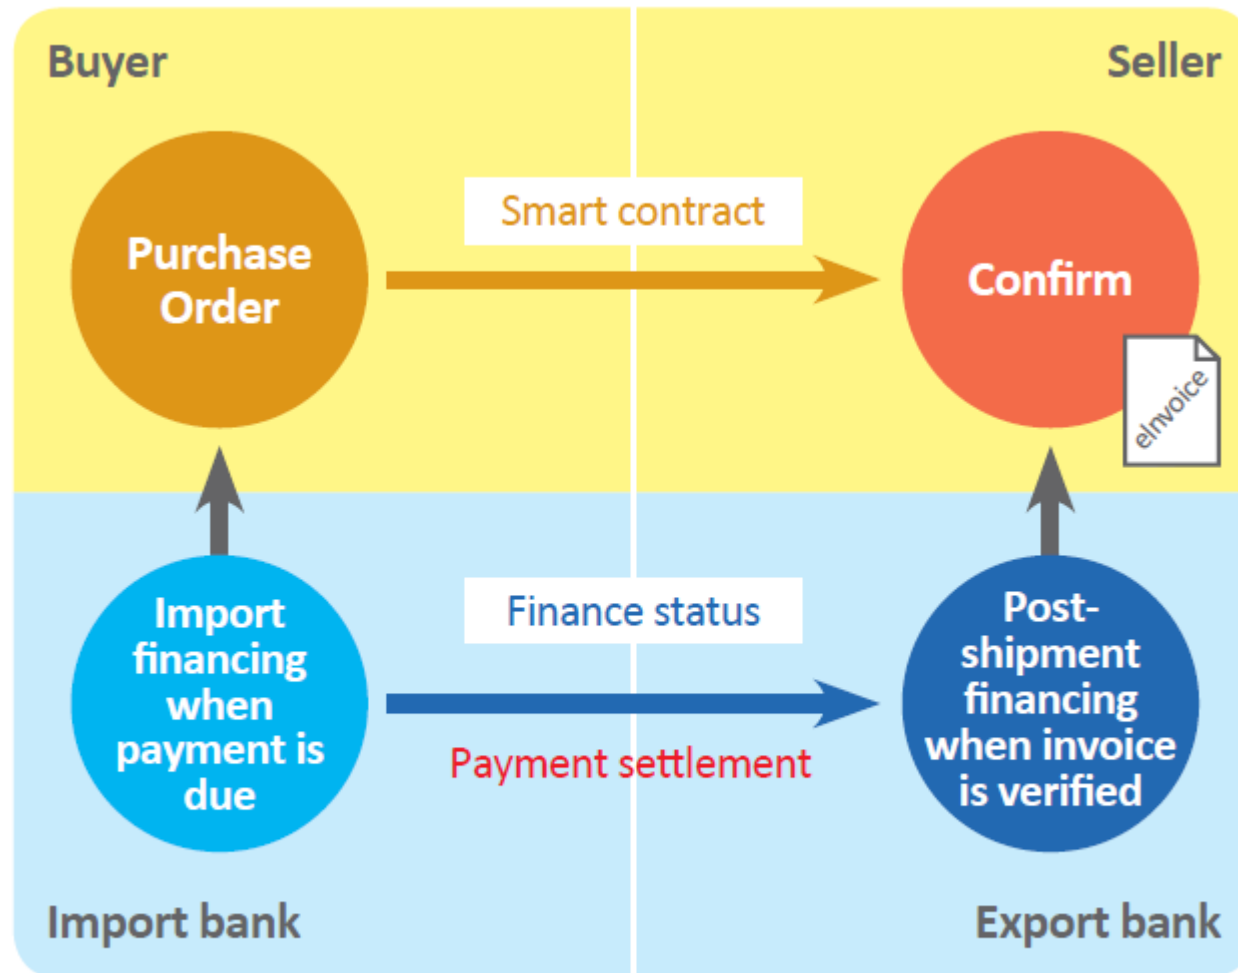 Buyer
Seller
Purchase
Order
Smart contract
Confirm
eInvoice
Import
financing
when
payment is
due
Finance status
Payment settlement
Post-
shipment
financing
when invoice
is verified
Import bank
Export bank